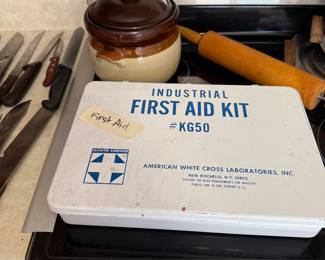 INDUSTRIAL
FIRST AID KIT
#KG50
First Aid
WHITE CROSS
AMERICAN WHITE CROSS LABORATORIES, INC.
NEW ROCHELLE, N.Y. 10802